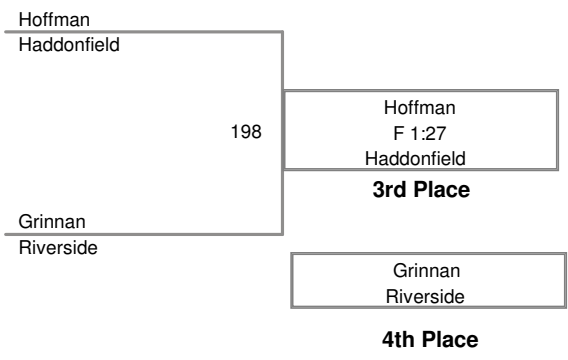 Hoffman
Haddonfield
198
Hoffman
F 1:27
Haddonfield
3rd Place
Grinnan
Riverside
Grinnan
Riverside
4th Place